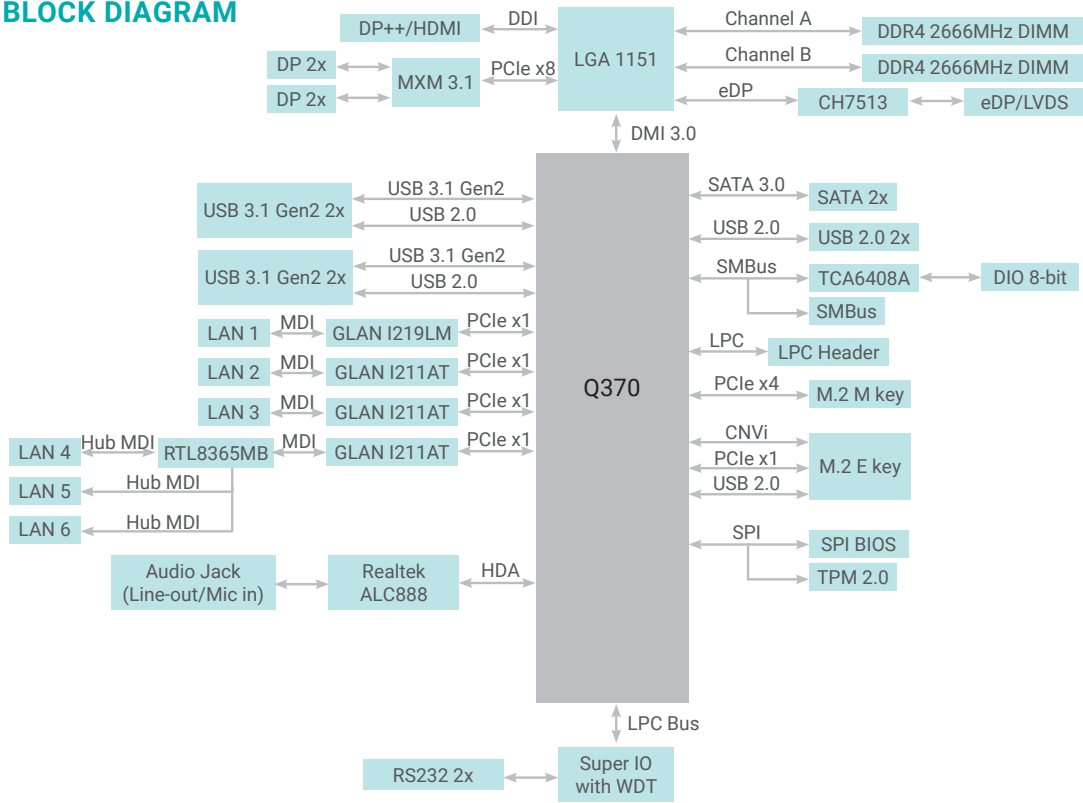 BLOCK DIAGRAM
DP++/HDMI
DDI
LGA 1151
Channel A
DDR4 2666MHz DIMM
Channel B
DDR4 2666MHz DIMM
DP 2x
DP 2x
MXM 3.1
PCIe x8
eDP
CH7513
eDP/LVDS
DMI 3.0
Q370
USB 3.1 Gen2 2x
USB 3.1 Gen2
USB 2.0
USB 3.1 Gen2 2x
USB 3.1 Gen2
USB 2.0
LAN 1
MDI
GLAN I219LM
PCIe x1
LAN 2
MDI
GLAN I211AT
PCIe x1
LAN 3
MDI
GLAN I211AT
PCIe x1
LAN 4
Hub MDI
RTL8365MB
MDI
GLAN I211AT
PCIe x1
LAN 5
Hub MDI
LAN 6
Hub MDI
Audio Jack
(Line-out/Mic in)
Realtek
ALC888
HDA
SATA 3.0
SATA 2x
USB 2.0
USB 2.0 2x
SMBus
TCA6408A
DIO 8-bit
SMBus
LPC
LPC Header
PCIe x4
M.2 M key
CNVi
PCIe x1
USB 2.0
M.2 E key
SPI
SPI BIOS
TPM 2.0
LPC Bus
RS232 2x
Super IO
with WDT